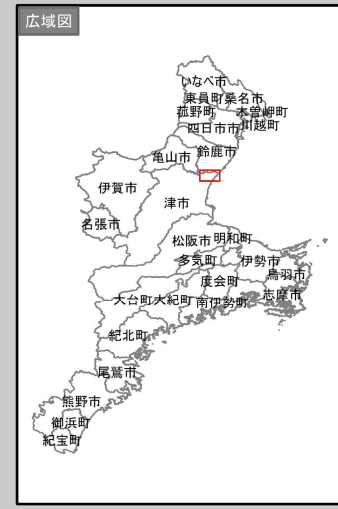 広域図
いなべ市
東員町 桑名市
菰野町 木曽岬町
四日市市 川越町
亀山市 鈴鹿市
伊賀市
津市
名張市
松阪市 明和町
多気町 伊勢市
鳥羽市
度会町
志摩市
大台町 大紀町 南伊勢町
紀北町
尾鷲市
熊野市
御浜町
紀宝町